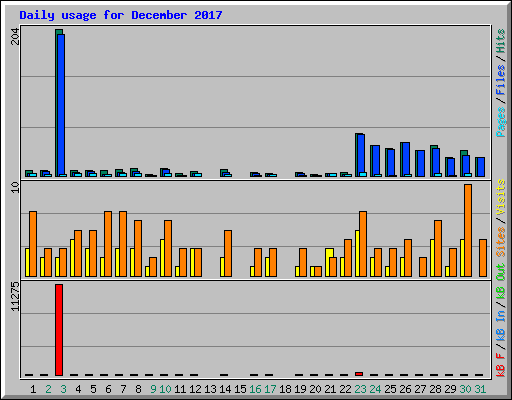 Daily usage for December 2017
204
Pages/Files/Hits
10
Sites/Visits
11275
kB F/kB In/kB Out
1 2 3 4 5 6 7 8 9 10 11 12 13 14 15 16 17 18 19 20 21 22 23 24 25 26 27 28 29 30 31